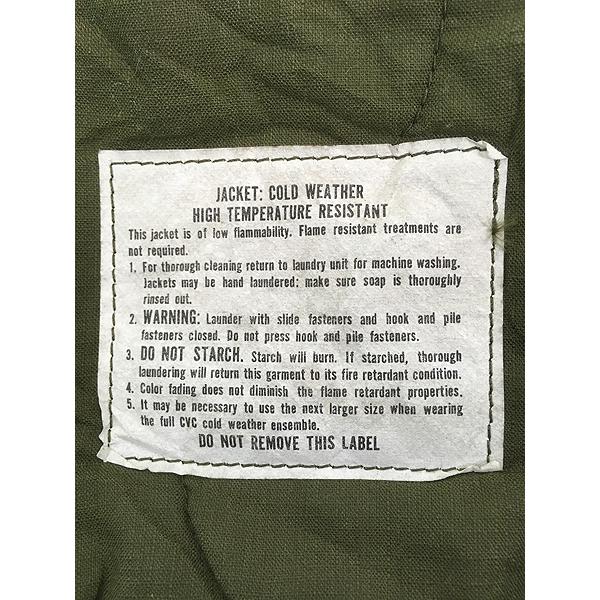 JACKET: COLD WEATHER
HIGH TEMPERATURE RESISTANT
This jacket is of low flammability. Flame resistant treatments are
not required.
1. For thorough cleaning return to laundry unit for machine washing.
Jackets may be hand laundered: make sure soap is thoroughly
rinsed out.
2. WARNING: Launder with slide fasteners and hook and pile
fasteners closed. Do not press hook and pile fasteners.
3. DO NOT STARCH. Starch will burn. If starched, thorough
laundering will return this garment to its fire retardant condition.
4. Color fading does not diminish the flame retardant properties.
5. It may be necessary to use the next larger size when wearing
the full CVC cold weather ensemble.
DO NOT REMOVE THIS LABEL